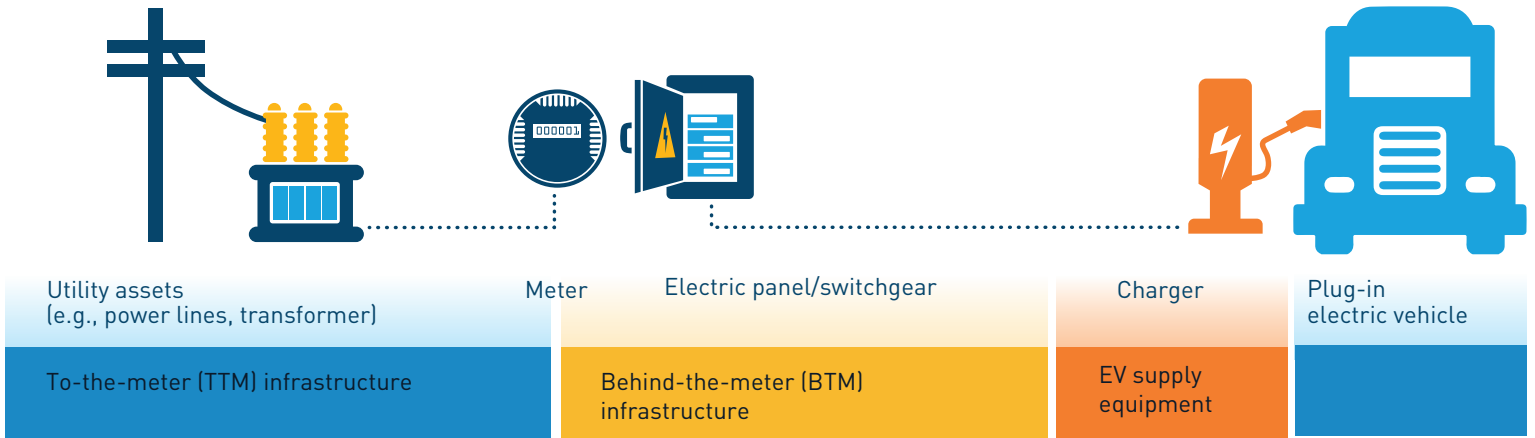 000001
Utility assets
(e.g., power lines, transformer)
Meter
Electric panel/switchgear
Charger
Plug-in
electric vehicle
To-the-meter (TTM) infrastructure
Behind-the-meter (BTM)
infrastructure
EV supply
equipment